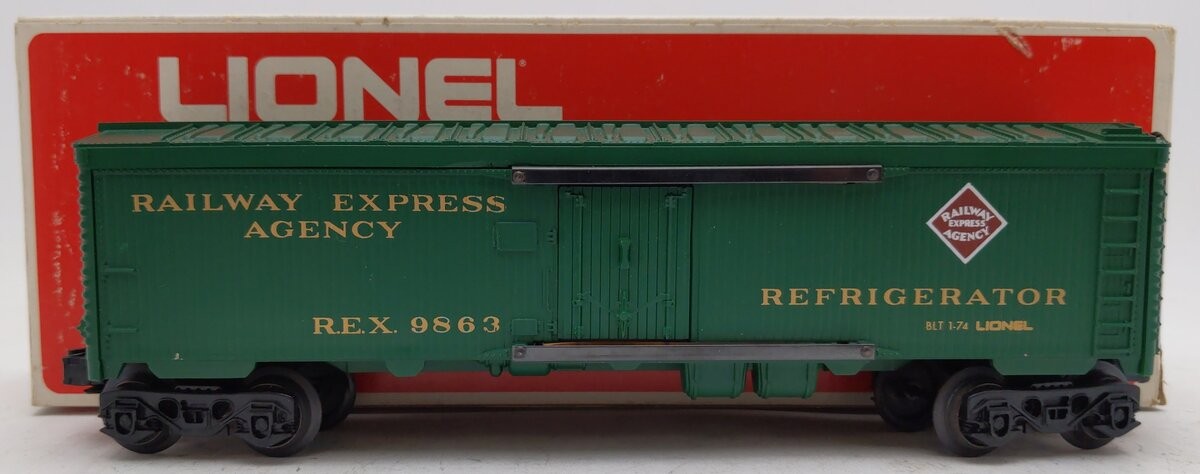 LIONEL®
RAILWAY EXPRESS
AGENCY
R.E.X. 9863
RAILWAY
EXPRESS
AGENCY
REFRIGERATOR
BLT 1-74 LIONEL